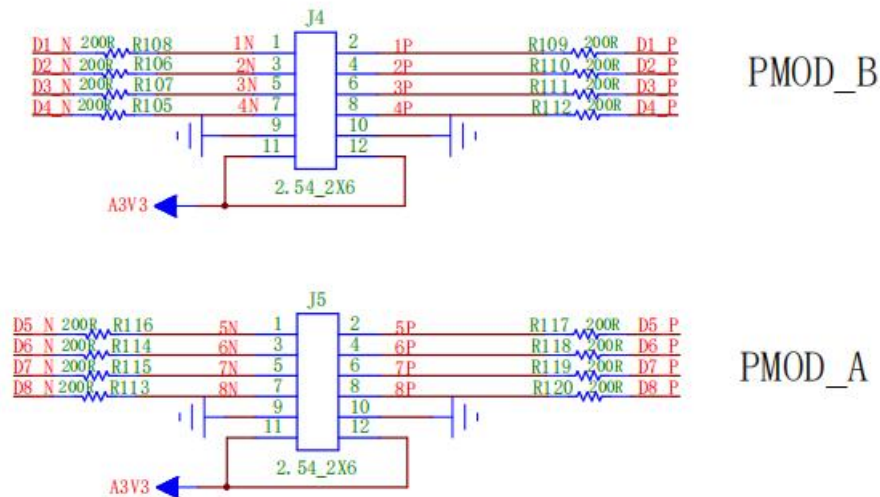 J4
D1_N 200R R108 1N 1 2 1P R109 200R D1_P
D2_N 200R R106 2N 3 4 2P R110 200R D2_P
D3_N 200R R107 3N 5 6 3P R111 200R D3_P
D4_N 200R R105 4N 7 8 4P R112 200R D4_P
PMOD_B
9 10
11 12
2.54_2X6
A3V3
J5
D5_N 200R R116 5N 1 2 5P R117 200R D5_P
D6_N 200R R114 6N 3 4 6P R118 200R D6_P
D7_N 200R R115 7N 5 6 7P R119 200R D7_P
D8_N 200R R113 8N 7 8 8P R120 200R D8_P
PMOD_A
9 10
11 12
2.54_2X6
A3V3